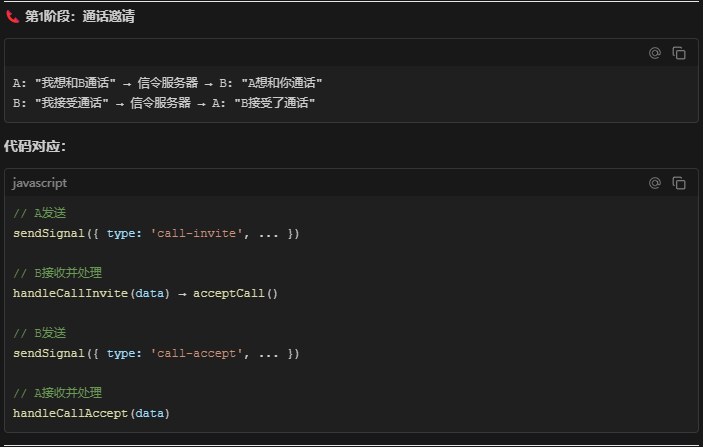 📞 第1阶段：通话邀请
A: "我想和B通话" → 信令服务器 → B: "A想和你通话"
B: "我接受通话" → 信令服务器 → A: "B接受了通话"
代码对应：
javascript
// A发送
sendSignal({ type: 'call-invite', ... })
// B接收并处理
handleCallInvite(data) → acceptCall()
// B发送
sendSignal({ type: 'call-accept', ... })
// A接收并处理
handleCallAccept(data)